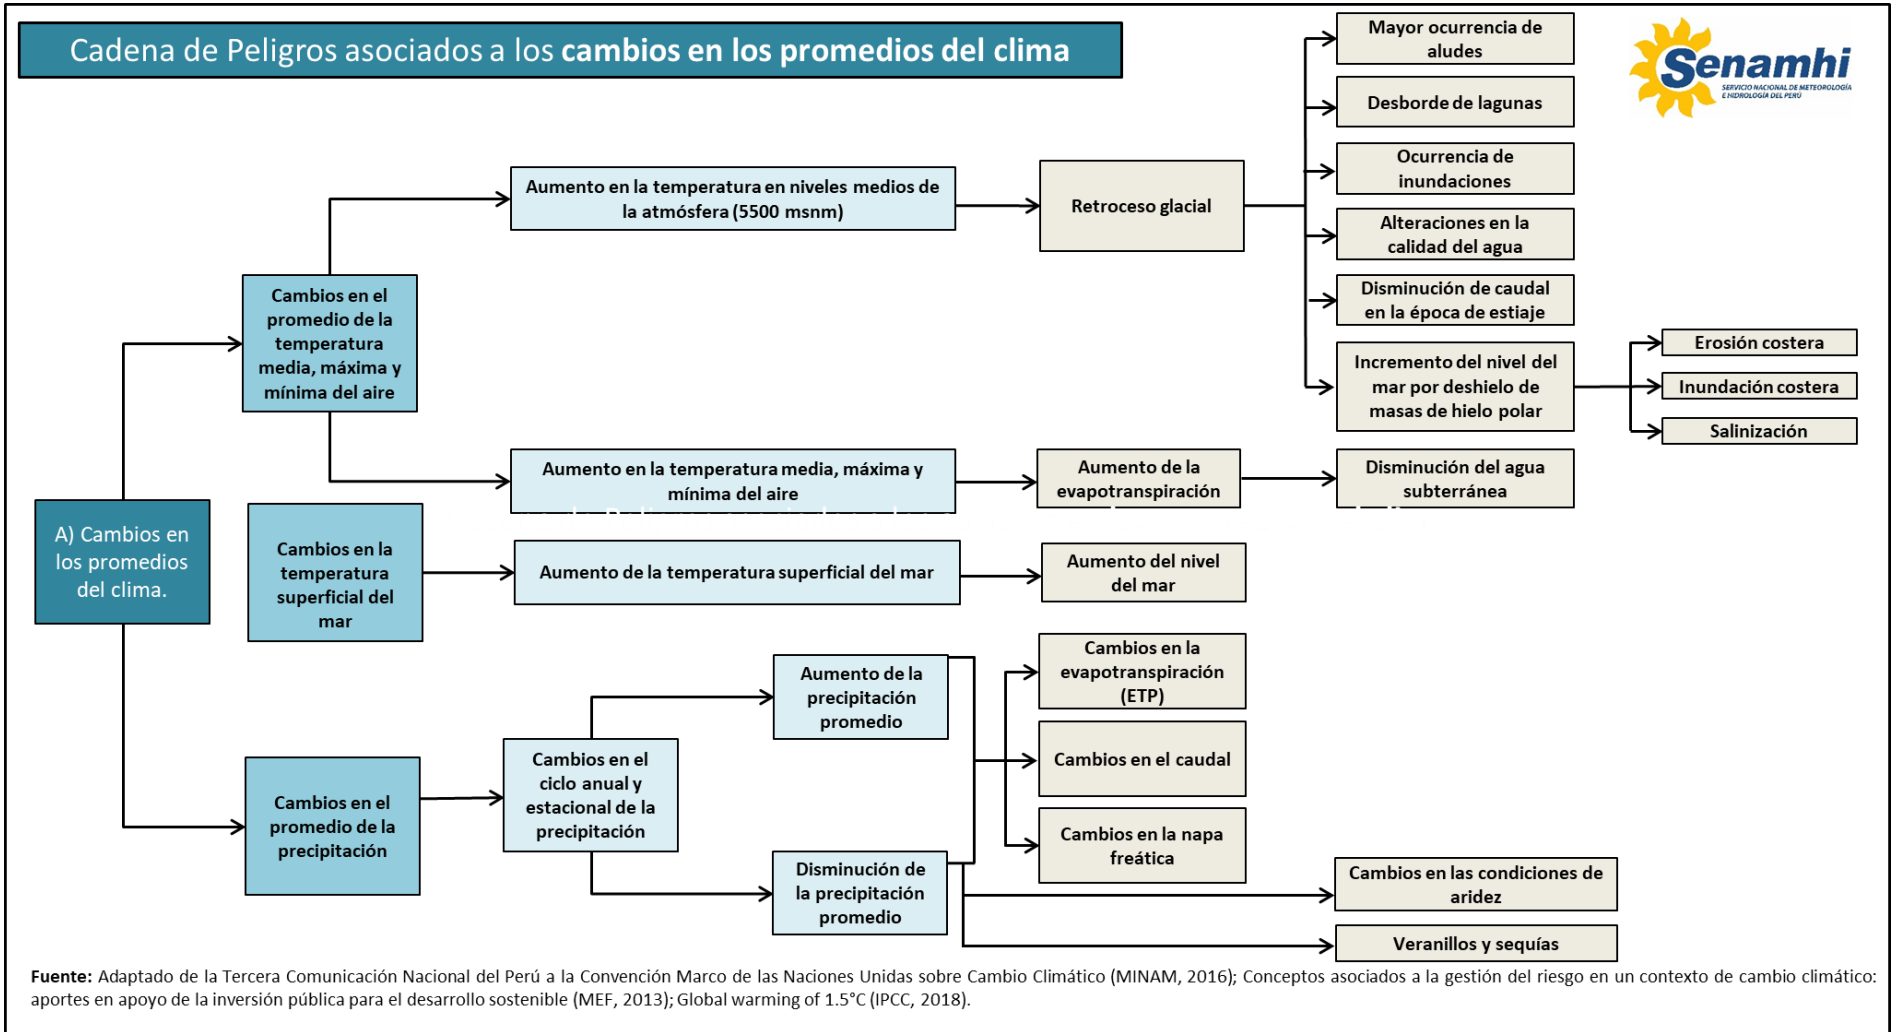 Cadena de Peligros asociados a los cambios en los promedios del clima
Senamhi
SERVICIO NACIONAL DE METEOROLOGÍA
E HIDROLOGÍA DEL PERÚ
Mayor ocurrencia de
aludes
Desborde de lagunas
Ocurrencia de
inundaciones
Alteraciones en la
calidad del agua
Disminución de caudal
en la época de estiaje
Incremento del nivel del
mar por deshielo de
masas de hielo polar
Erosión costera
Inundación costera
Salinización
Aumento en la temperatura en niveles medios de
la atmósfera (5500 msnm)
Retroceso glacial
Cambios en el
promedio de la
temperatura
media, máxima y
mínima del aire
Aumento en la temperatura media, máxima y
mínima del aire
Aumento de la
evapotranspiración
Disminución del agua
subterránea
A) Cambios en
los promedios
del clima.
Cambios en la
temperatura
superficial del
mar
Aumento de la temperatura superficial del mar
Aumento del nivel
del mar
Aumento de la
precipitación
promedio
Cambios en la
evapotranspiración
(ETP)
Cambios en el caudal
Cambios en la napa
freática
Cambios en el
promedio de la
precipitación
Cambios en el
ciclo anual y
estacional de la
precipitación
Disminución de
la precipitación
promedio
Cambios en las condiciones de
aridez
Veranillos y sequías
Fuente: Adaptado de la Tercera Comunicación Nacional del Perú a la Convención Marco de las Naciones Unidas sobre Cambio Climático (MINAM, 2016); Conceptos asociados a la gestión del riesgo en un contexto de cambio climático:
aportes en apoyo de la inversión pública para el desarrollo sostenible (MEF, 2013); Global warming of 1.5°C (IPCC, 2018).